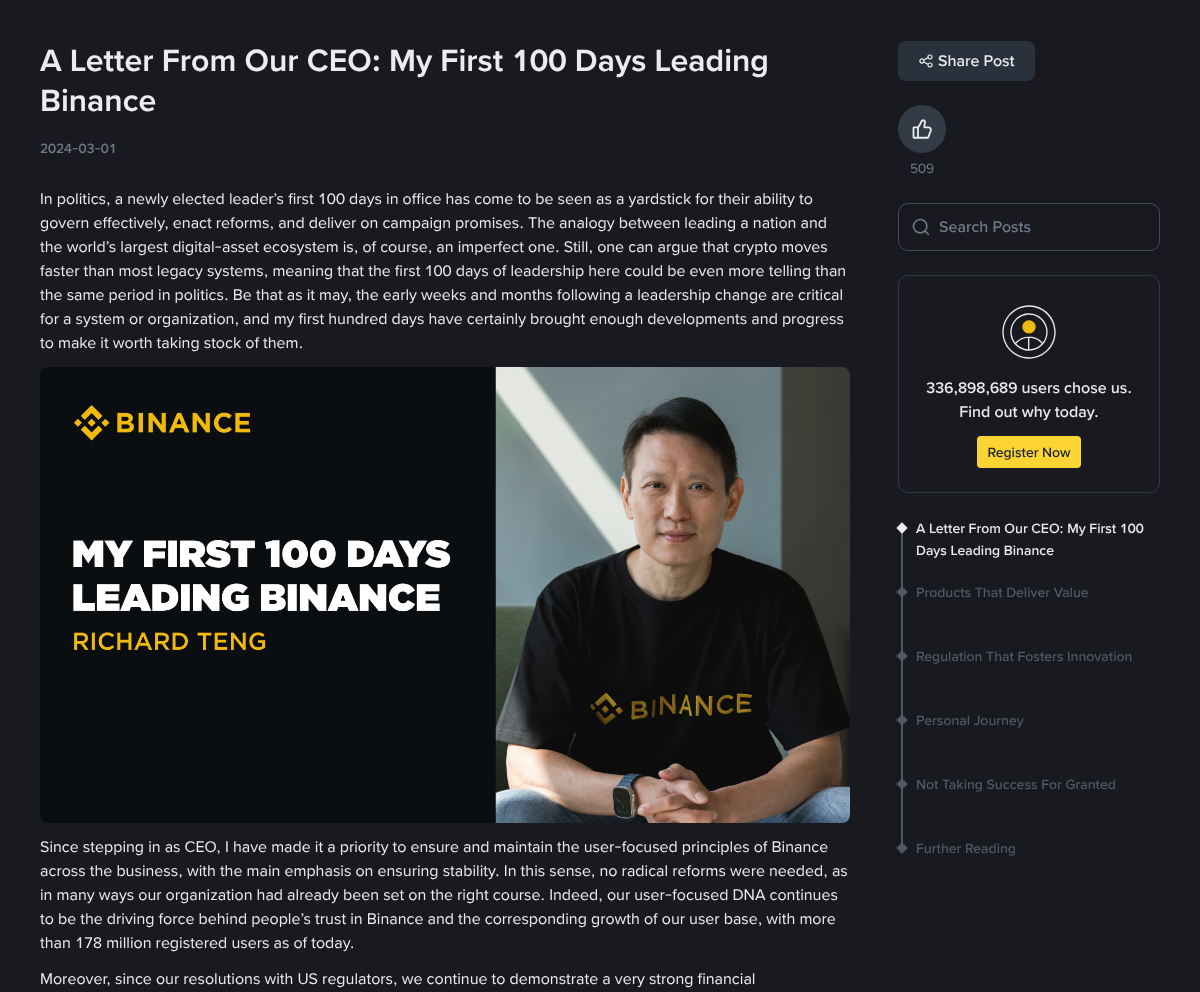 A Letter From Our CEO: My First 100 Days Leading
Binance
2024-03-01
In politics, a newly elected leader’s first 100 days in office has come to be seen as a yardstick for their ability to
govern effectively, enact reforms, and deliver on campaign promises. The analogy between leading a nation and
the world’s largest digital-asset ecosystem is, of course, an imperfect one. Still, one can argue that crypto moves
faster than most legacy systems, meaning that the first 100 days of leadership here could be even more telling than
the same period in politics. Be that as it may, the early weeks and months following a leadership change are critical
for a system or organization, and my first hundred days have certainly brought enough developments and progress
to make it worth taking stock of them.
BINANCE
MY FIRST 100 DAYS
LEADING BINANCE
RICHARD TENG
BINANCE
Since stepping in as CEO, I have made it a priority to ensure and maintain the user-focused principles of Binance
across the business, with the main emphasis on ensuring stability. In this sense, no radical reforms were needed, as
in many ways our organization had already been set on the right course. Indeed, our user-focused DNA continues
to be the driving force behind people’s trust in Binance and the corresponding growth of our user base, with more
than 178 million registered users as of today.
Moreover, since our resolutions with US regulators, we continue to demonstrate a very strong financial
Share Post
509
Search Posts
336,898,689 users chose us.
Find out why today.
Register Now
A Letter From Our CEO: My First 100
Days Leading Binance
Products That Deliver Value
Regulation That Fosters Innovation
Personal Journey
Not Taking Success For Granted
Further Reading